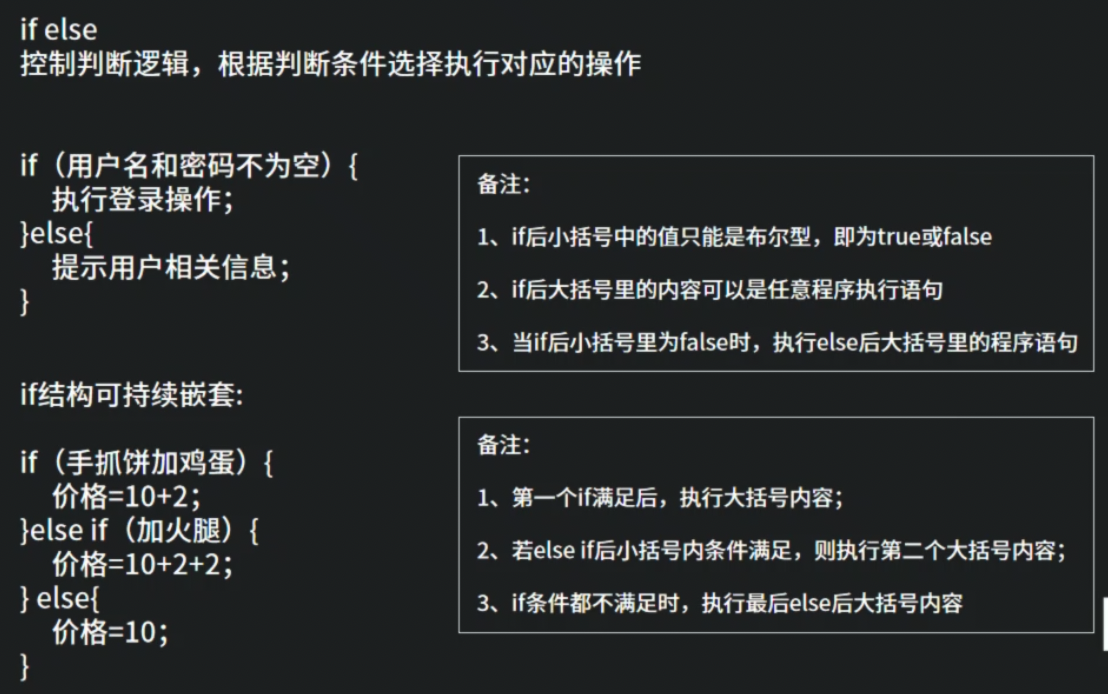 if else
控制判断逻辑，根据判断条件选择执行对应的操作
if（用户名和密码不为空）{
执行登录操作；
}else{
提示用户相关信息；
}
备注：
1、if后小括号中的值只能是布尔型，即为true或false
2、if后大括号里的内容可以是任意程序执行语句
3、当if后小括号里为false时，执行else后大括号里的程序语句
if结构可持续嵌套:
if（手抓饼加鸡蛋）{
价格=10+2；
}else if（加火腿）{
价格=10+2+2；
} else{
价格=10；
}
备注：
1、第一个if满足后，执行大括号内容；
2、若else if后小括号内条件满足，则执行第二个大括号内容；
3、if条件都不满足时，执行最后else后大括号内容